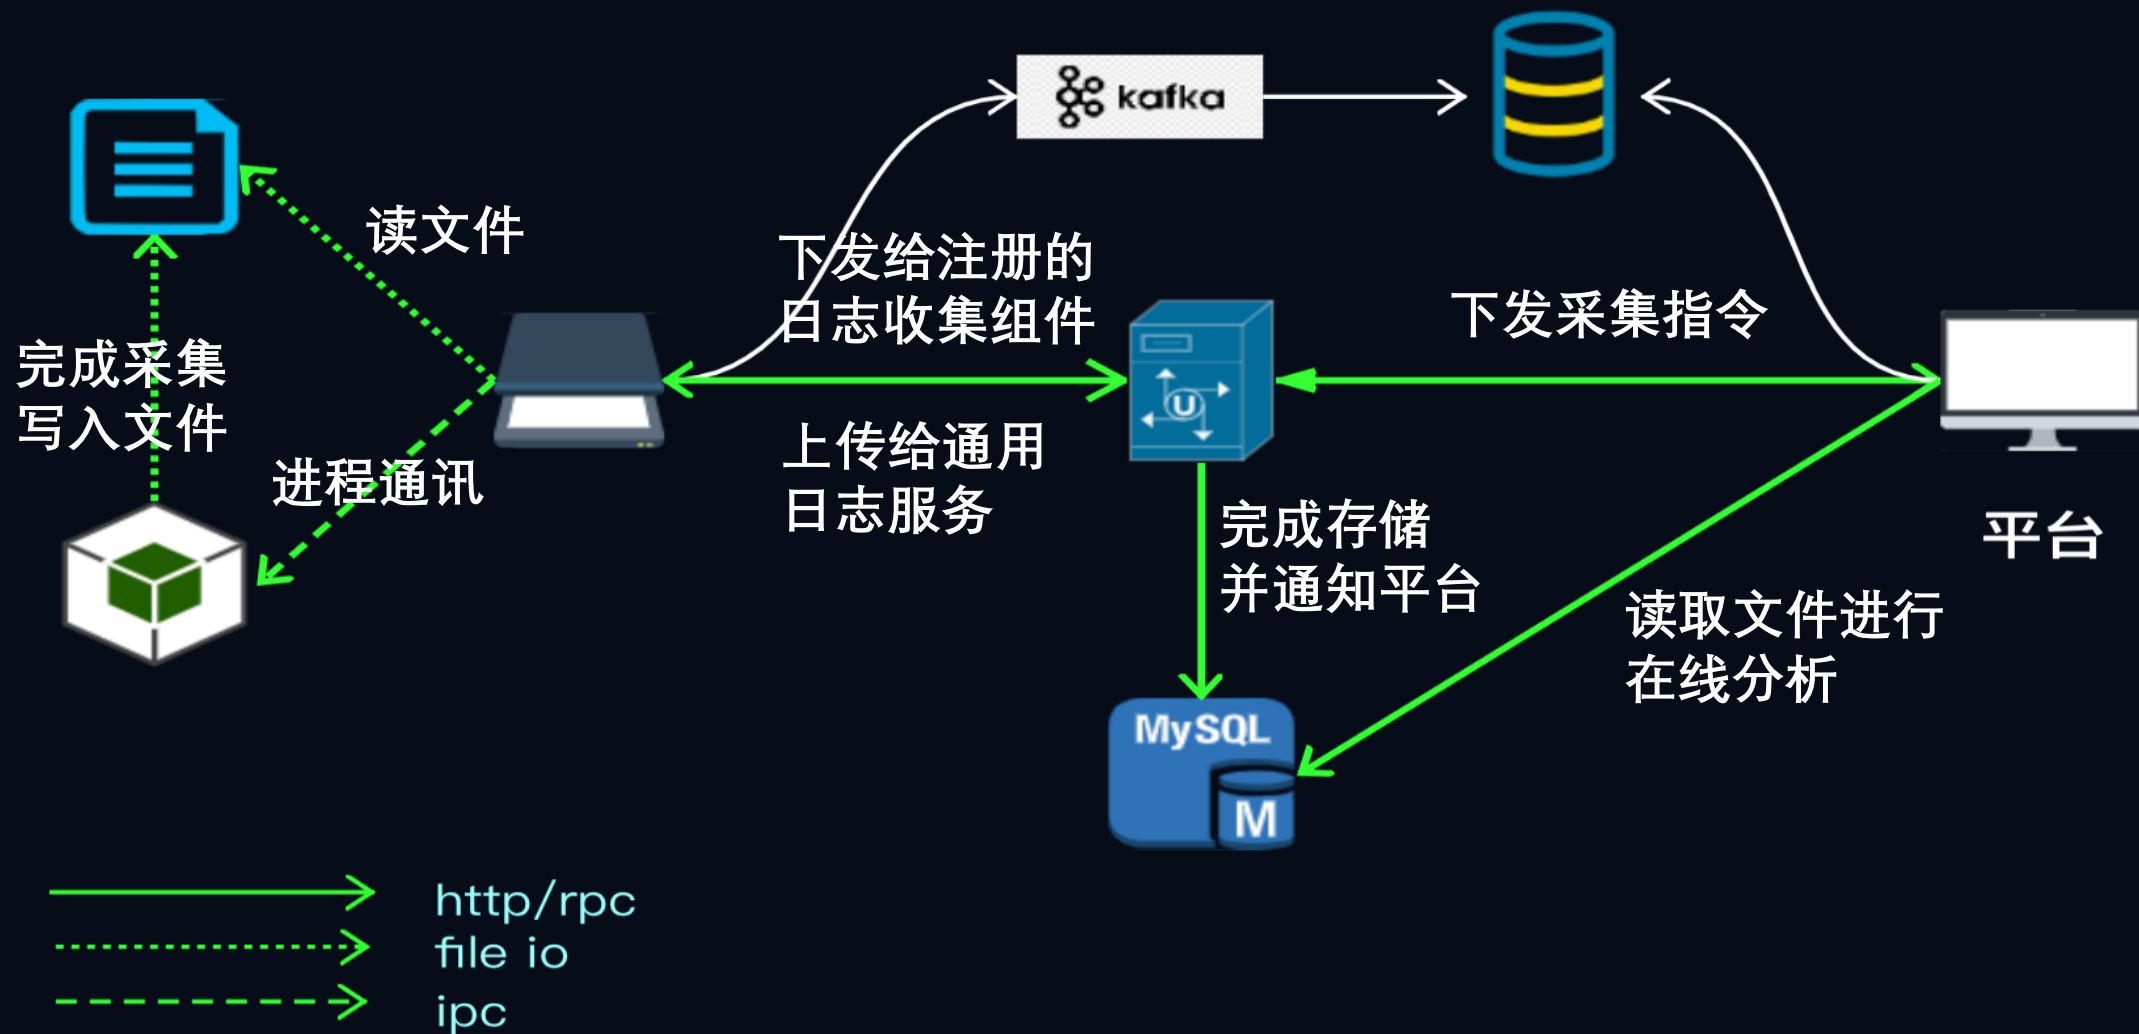 kafka
读文件
下发给注册的
日志收集组件
下发采集指令
完成采集
写入文件
进程通讯
U
上传给通用
日志服务
完成存储
并通知平台
平台
读取文件进行
在线分析
MySQL
M
http/rpc
file io
ipc